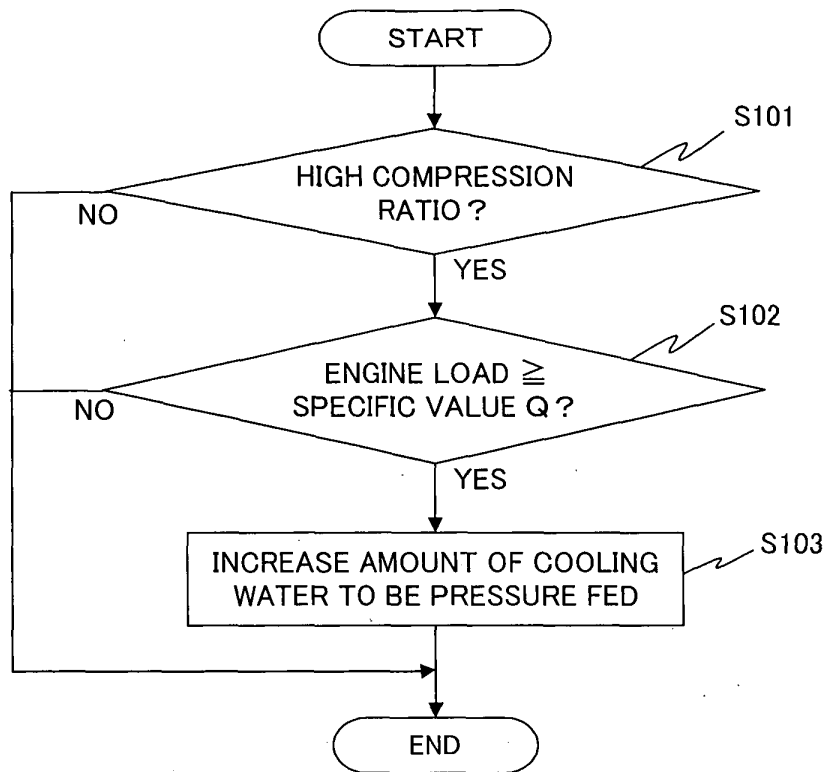 START
S101
HIGH COMPRESSION
RATIO?
NO
YES
S102
ENGINE LOAD ≧
SPECIFIC VALUE Q?
NO
YES
S103
INCREASE AMOUNT OF COOLING
WATER TO BE PRESSURE FED
END